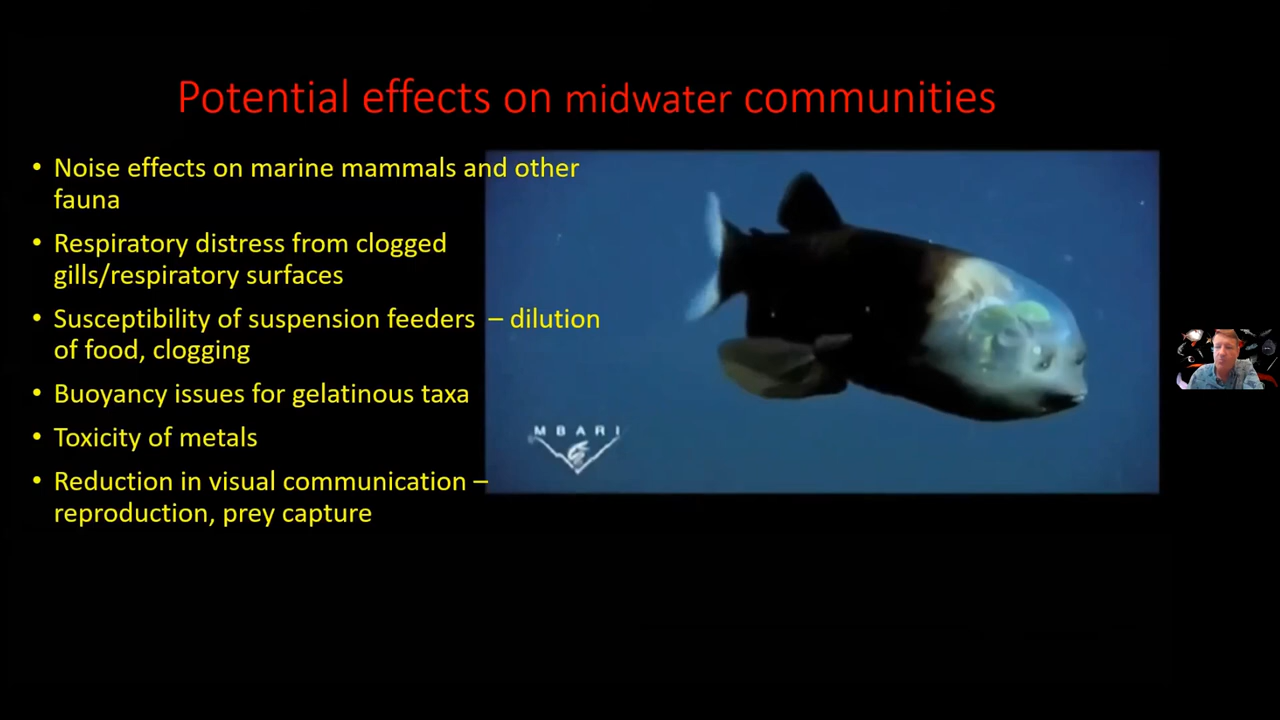 Potential effects on midwater communities
• Noise effects on marine mammals and other
fauna
• Respiratory distress from clogged
gills/respiratory surfaces
• Susceptibility of suspension feeders – dilution
of food, clogging
• Buoyancy issues for gelatinous taxa
• Toxicity of metals
• Reduction in visual communication –
reproduction, prey capture
MBARI